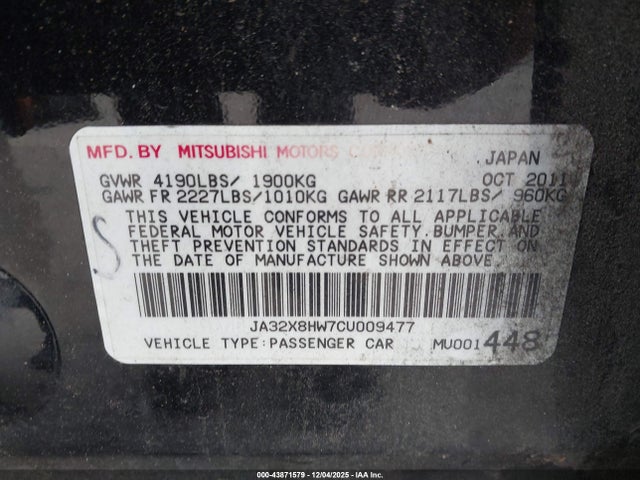 MFD. BY MITSUBISHI MOTORS CORPORATION
JAPAN
GVWR 4190LBS/ 1900KG OCT 2011
GAWR FR 2227LBS/1010KG GAWR RR 2117LBS/ 960KG
THIS VEHICLE CONFORMS TO ALL APPLICABLE
FEDERAL MOTOR VEHICLE SAFETY,BUMPER,AND
THEFT PREVENTION STANDARDS IN EFFECT ON
THE DATE OF MANUFACTURE SHOWN ABOVE.
S
JA32X8HW7CU009477
VEHICLE TYPE:PASSENGER CAR MU001448
00-43871579 - 12/04/2025 - IAA Inc.